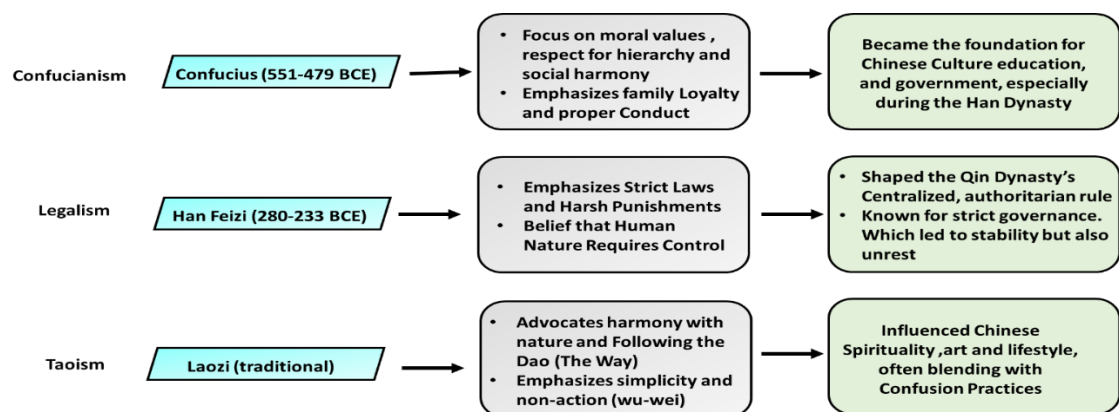 Confucianism
Confucius (551-479 BCE)
• Focus on moral values ,
respect for hierarchy and
social harmony
• Emphasizes family Loyalty
and proper Conduct
Became the foundation for
Chinese Culture education,
and government, especially
during the Han Dynasty
Legalism
Han Feizi (280-233 BCE)
• Emphasizes Strict Laws
and Harsh Punishments
• Belief that Human
Nature Requires Control
• Shaped the Qin Dynasty’s
Centralized, authoritarian rule
• Known for strict governance.
Which led to stability but also
unrest
Taoism
Laozi (traditional)
• Advocates harmony with
nature and Following the
Dao (The Way)
• Emphasizes simplicity and
non-action (wu-wei)
Influenced Chinese
Spirituality ,art and lifestyle,
often blending with
Confusion Practices